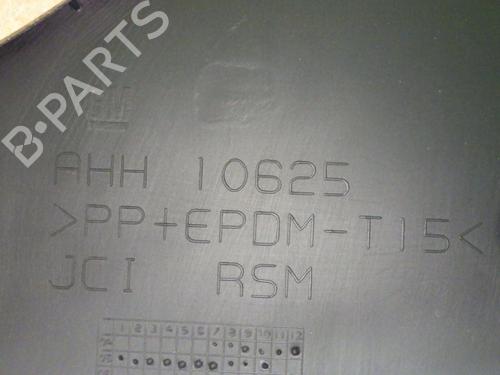 B-PARTS
AHH 10625
>PP+EPDM-T15<
JCI RSM
1 2 3 4 5 6 7 8 9 10 11 12